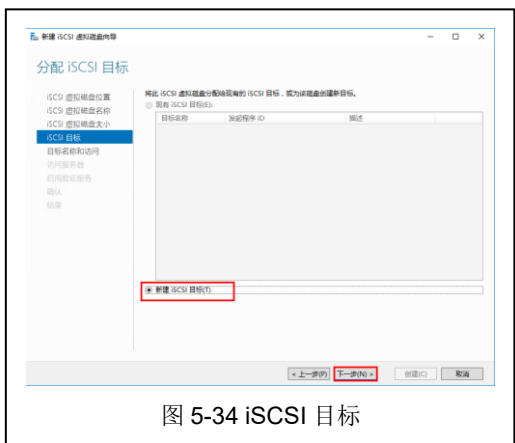 新建 iSCSI 虚拟磁盘向导
分配 iSCSI 目标
iSCSI 虚拟磁盘位置
iSCSI 虚拟磁盘名称
iSCSI 虚拟磁盘大小
iSCSI 目标
目标名称和访问
访问服务器
启用验证服务
确认
结果
将此 iSCSI 虚拟磁盘分配给现有的 iSCSI 目标，或为该磁盘创建新目标。
现有 iSCSI 目标(E):
目标名称 发起程序 ID 描述
新建 iSCSI 目标(T)
< 上一步(P) 下一步(N) > 创建(C) 取消
图 5-34 iSCSI 目标